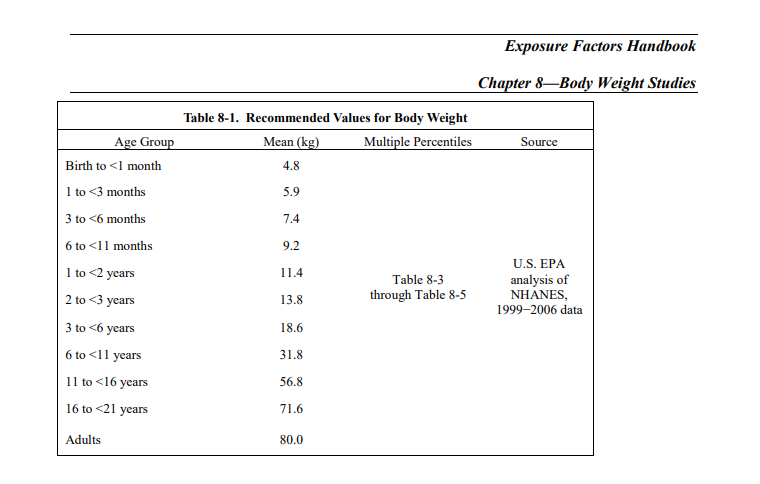 Exposure Factors Handbook
Chapter 8—Body Weight Studies
Table 8-1. Recommended Values for Body Weight
Age Group Mean (kg) Multiple Percentiles Source
Birth to <1 month 4.8
1 to <3 months 5.9
3 to <6 months 7.4
6 to <11 months 9.2
1 to <2 years 11.4
2 to <3 years 13.8
3 to <6 years 18.6
6 to <11 years 31.8
11 to <16 years 56.8
16 to <21 years 71.6
Adults 80.0
Table 8-3
through Table 8-5
U.S. EPA
analysis of
NHANES,
1999−2006 data